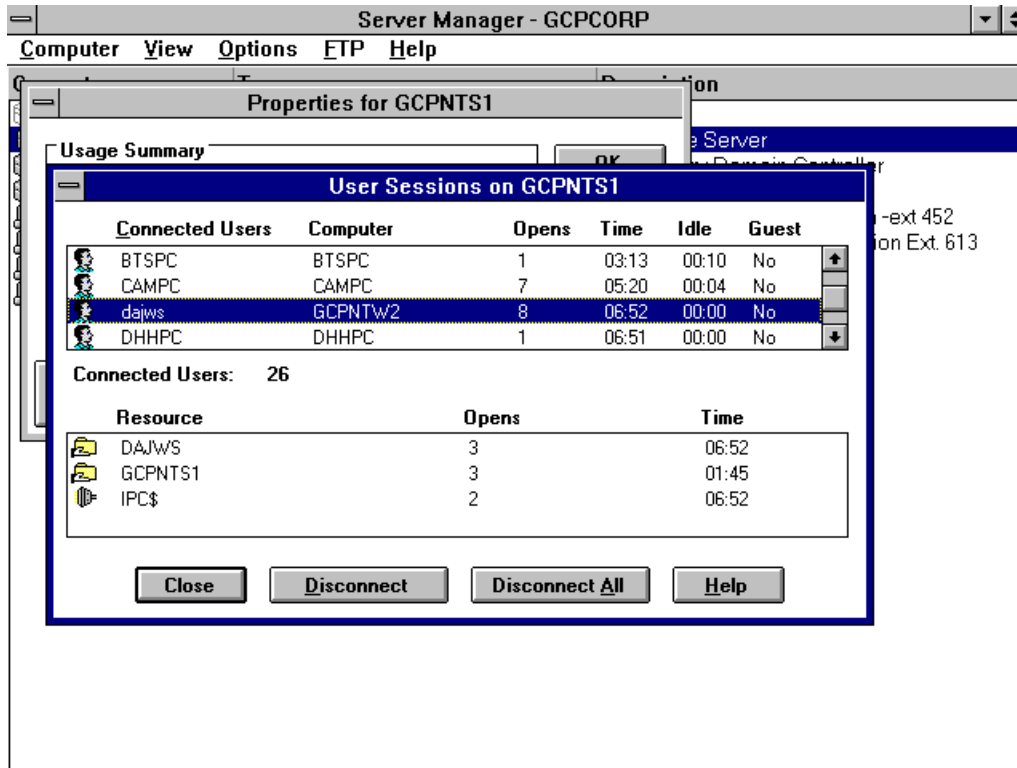 Server Manager - GCPCORP
Computer View Options FTP Help
Properties for GCPNTS1
Usage Summary
OK
Server
Domain Controller
-ext 452
Ext. 613
User Sessions on GCPNTS1
Connected Users Computer Opens Time Idle Guest
BTSPC BTSPC 1 03:13 00:10 No
CAMPC CAMPC 7 05:20 00:04 No
dajws GCPNTW2 8 06:52 00:00 No
DHHPC DHHPC 1 06:51 00:00 No
Connected Users: 26
Resource Opens Time
DAJWS 3 06:52
GCPNTS1 3 01:45
IPC$ 2 06:52
Close Disconnect Disconnect All Help